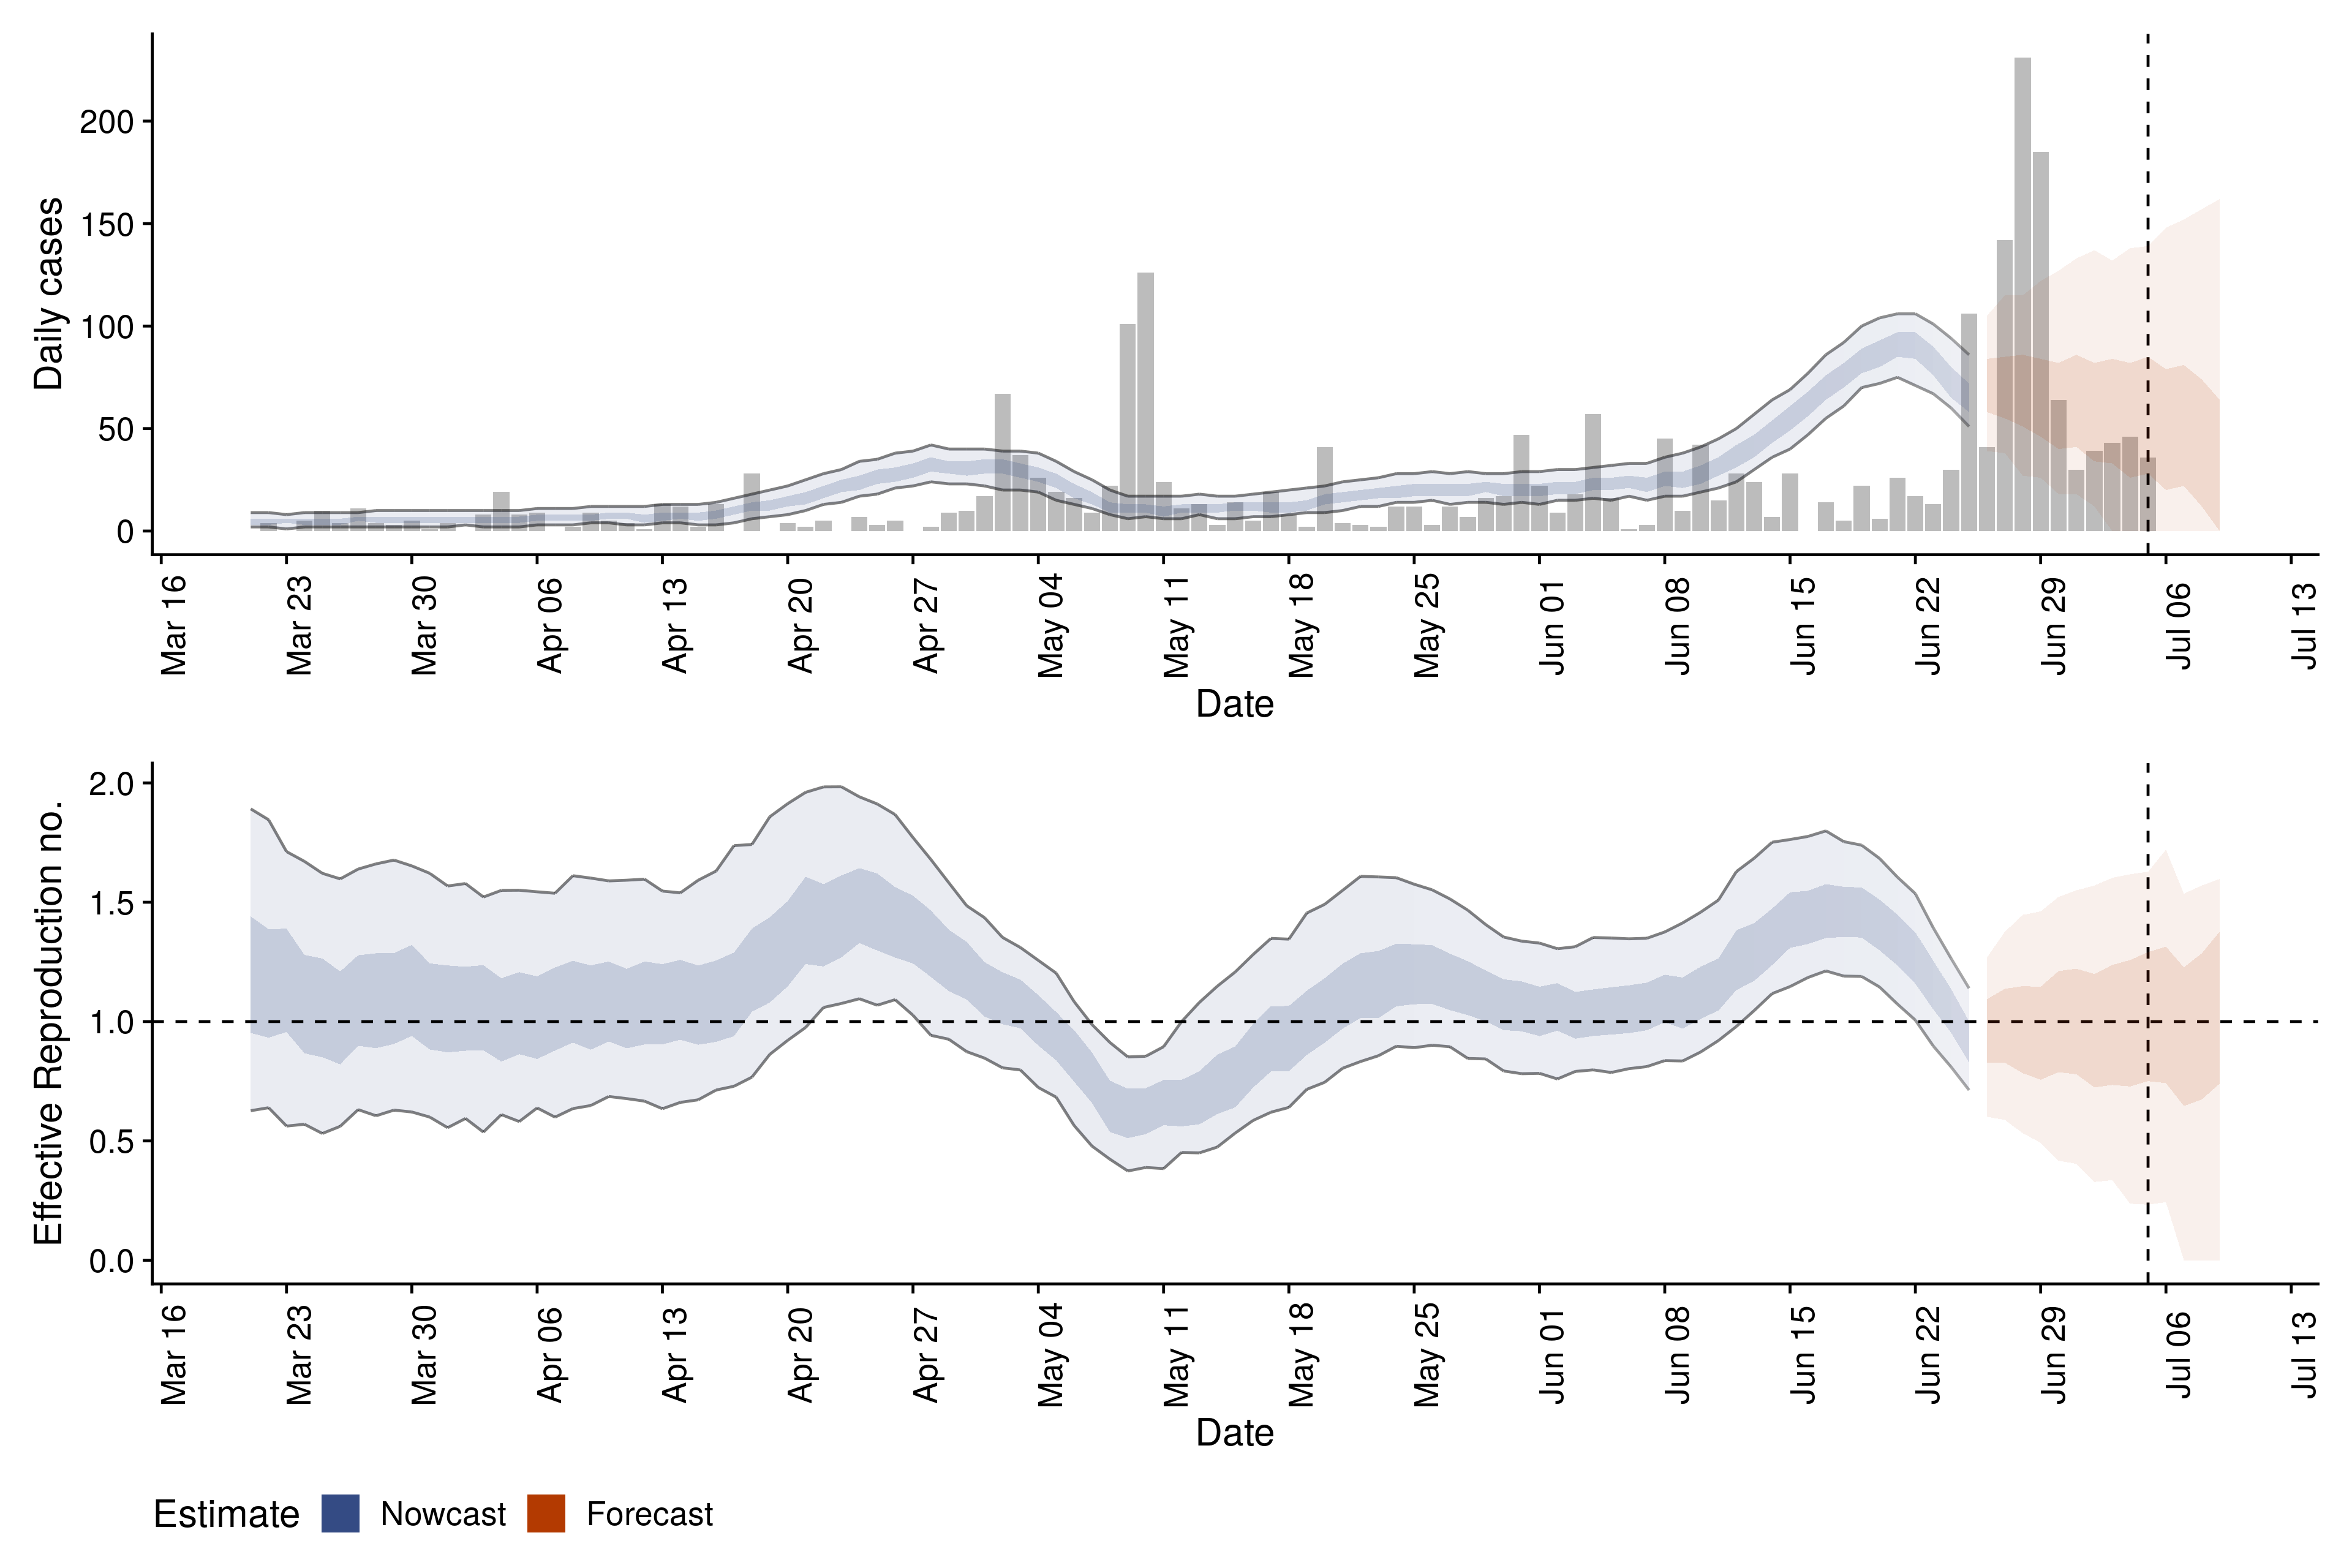 Daily cases
200
150
100
50
0
Mar 16
Mar 23
Mar 30
Apr 06
Apr 13
Apr 20
Apr 27
May 04
May 11
May 18
May 25
Jun 01
Jun 08
Jun 15
Jun 22
Jun 29
Jul 06
Jul 13
Date
Effective Reproduction no.
2.0
1.5
1.0
0.5
0.0
Mar 16
Mar 23
Mar 30
Apr 06
Apr 13
Apr 20
Apr 27
May 04
May 11
May 18
May 25
Jun 01
Jun 08
Jun 15
Jun 22
Jun 29
Jul 06
Jul 13
Date
Estimate Nowcast Forecast